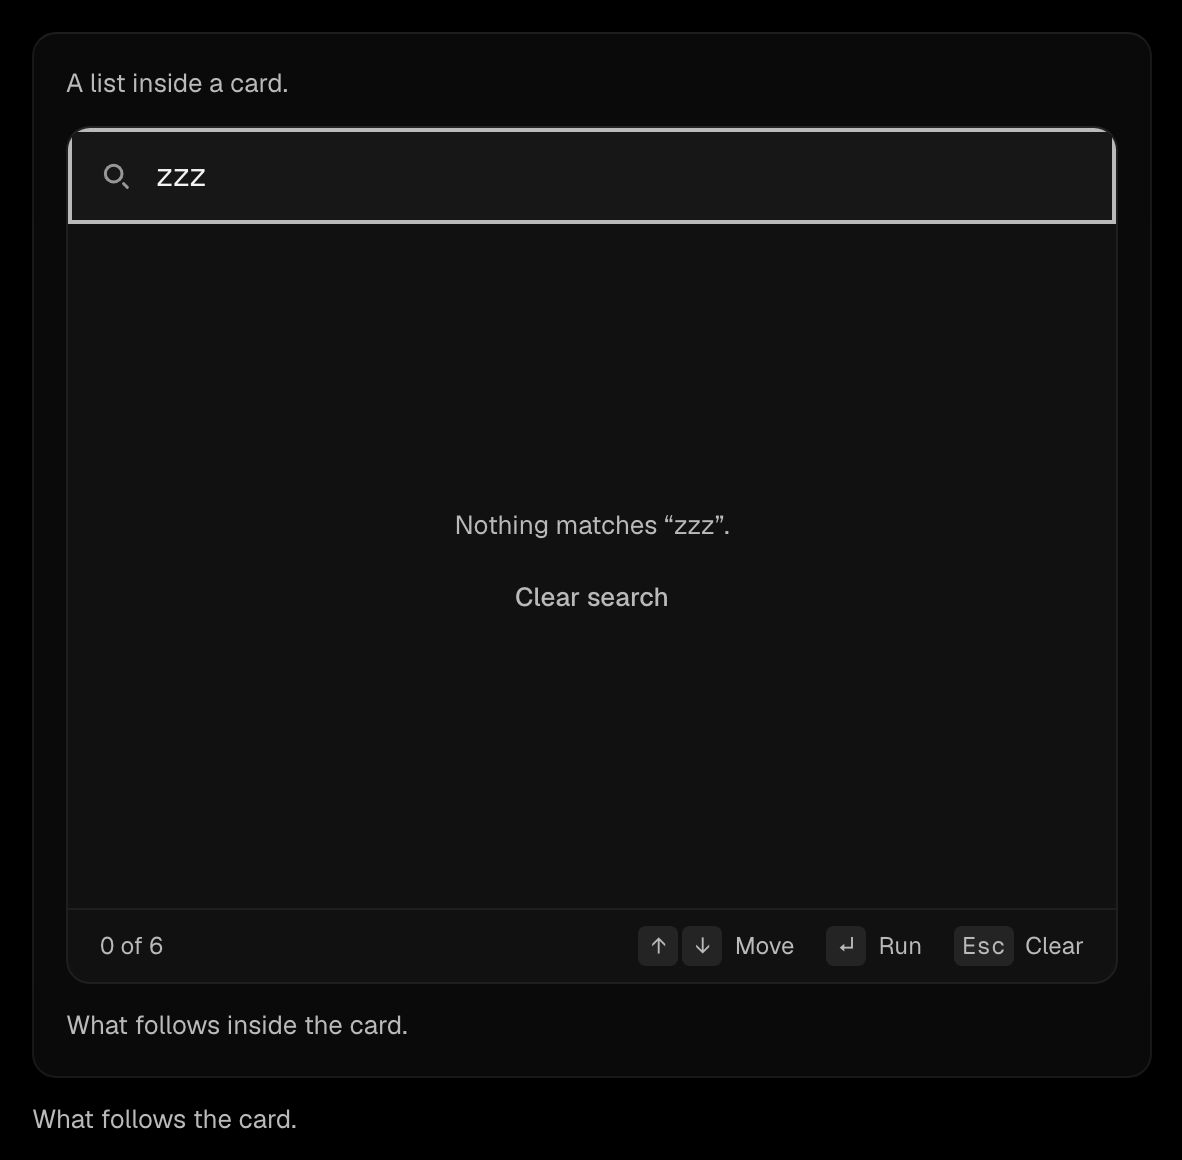 A list inside a card.
zzz
Nothing matches “zzz”.
Clear search
0 of 6 ↑ ↓ Move ↵ Run Esc Clear
What follows inside the card.
What follows the card.